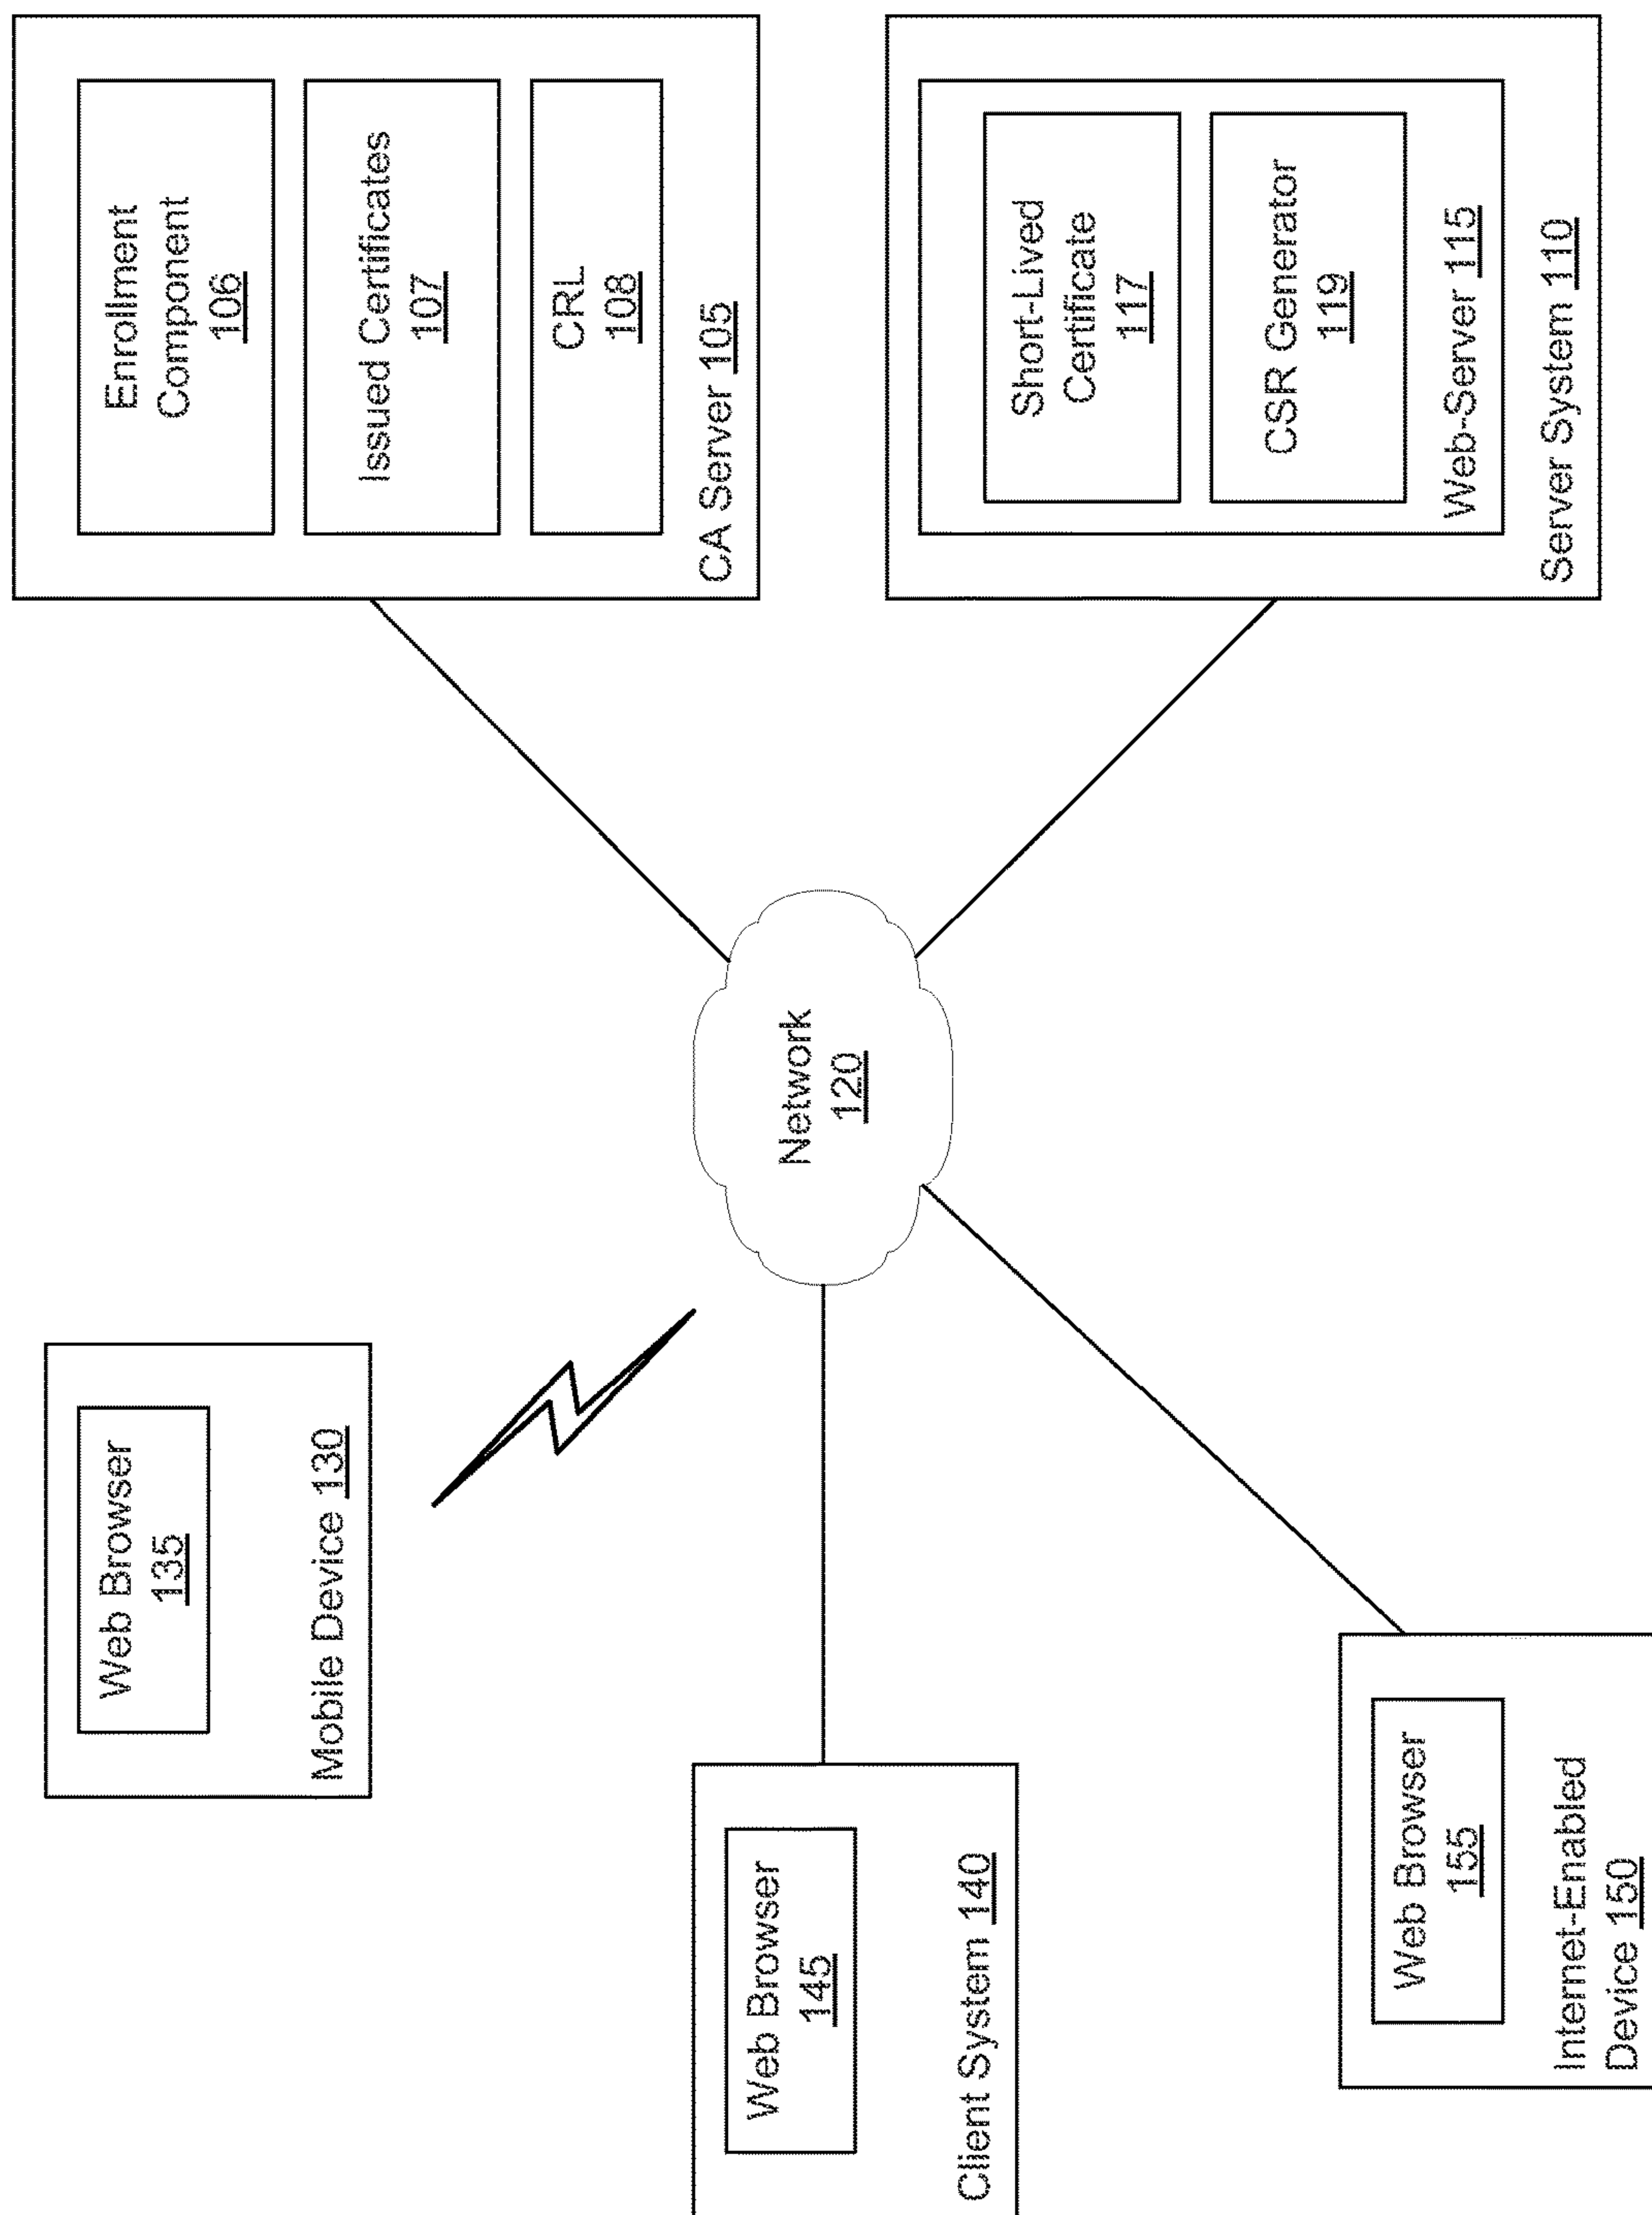 Web Browser
135
Mobile Device 130
Web Browser
145
Client System 140
Web Browser
155
Internet-Enabled
Device 150
Network
120
Enrollment
Component
106
Issued Certificates
107
CRL
108
CA Server 105
Short-Lived
Certificate
117
CSR Generator
119
Web-Server 115
Server System 110